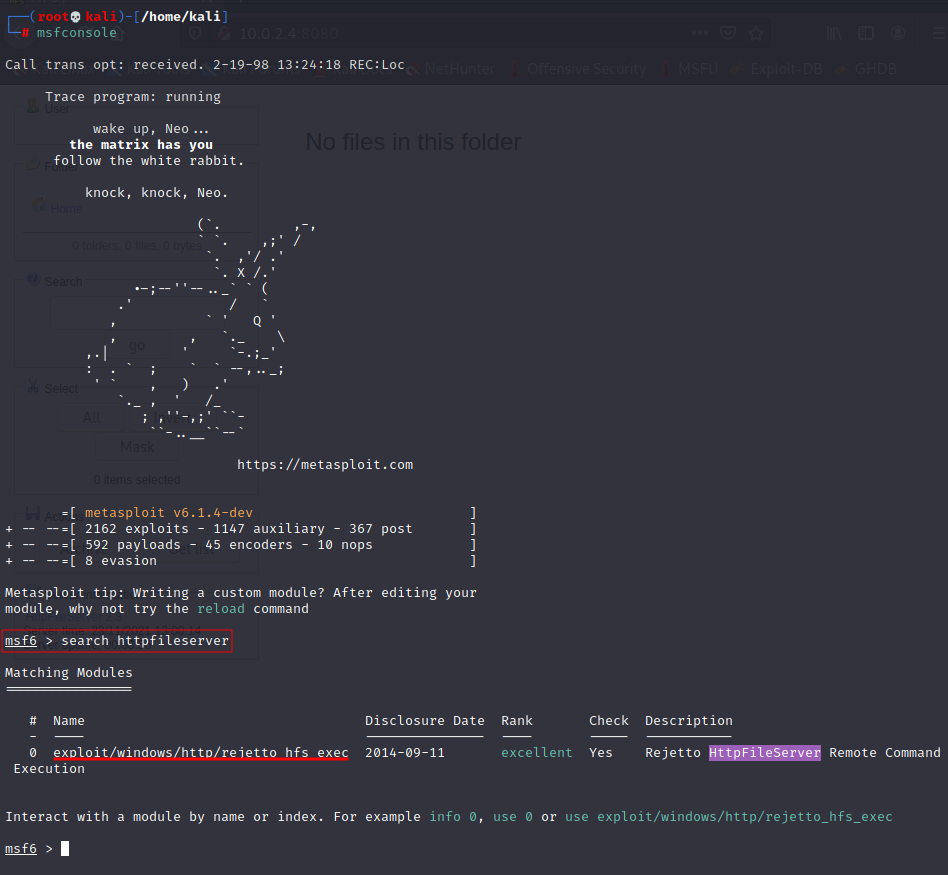 (root💀kali)-[/home/kali]
# msfconsole
10.0.2.4:8080
Call trans opt: received. 2-19-98 13:24:18 REC:Loc
NetHunter Offensive Security MSFU Exploit-DB GHDB
Trace program: running
User
wake up, Neo...
the matrix has you
No files in this folder
follow the white rabbit.
Folder
knock, knock, Neo.
Home
0 folders, 0 files, 0 bytes
Search
go
Select
All
Mask
https://metasploit.com
0 items selected
=[ metasploit v6.1.4-dev ]
+ -- --=[ 2162 exploits - 1147 auxiliary - 367 post ]
+ -- --=[ 592 payloads - 45 encoders - 10 nops ]
+ -- --=[ 8 evasion ]
Metasploit tip: Writing a custom module? After editing your
module, why not try the reload command
msf6 > search httpfileserver
Matching Modules
# Name Disclosure Date Rank Check Description
0 exploit/windows/http/rejetto_hfs_exec 2014-09-11 excellent Yes Rejetto HttpFileServer Remote Command
Execution
Interact with a module by name or index. For example info 0, use 0 or use exploit/windows/http/rejetto_hfs_exec
msf6 >